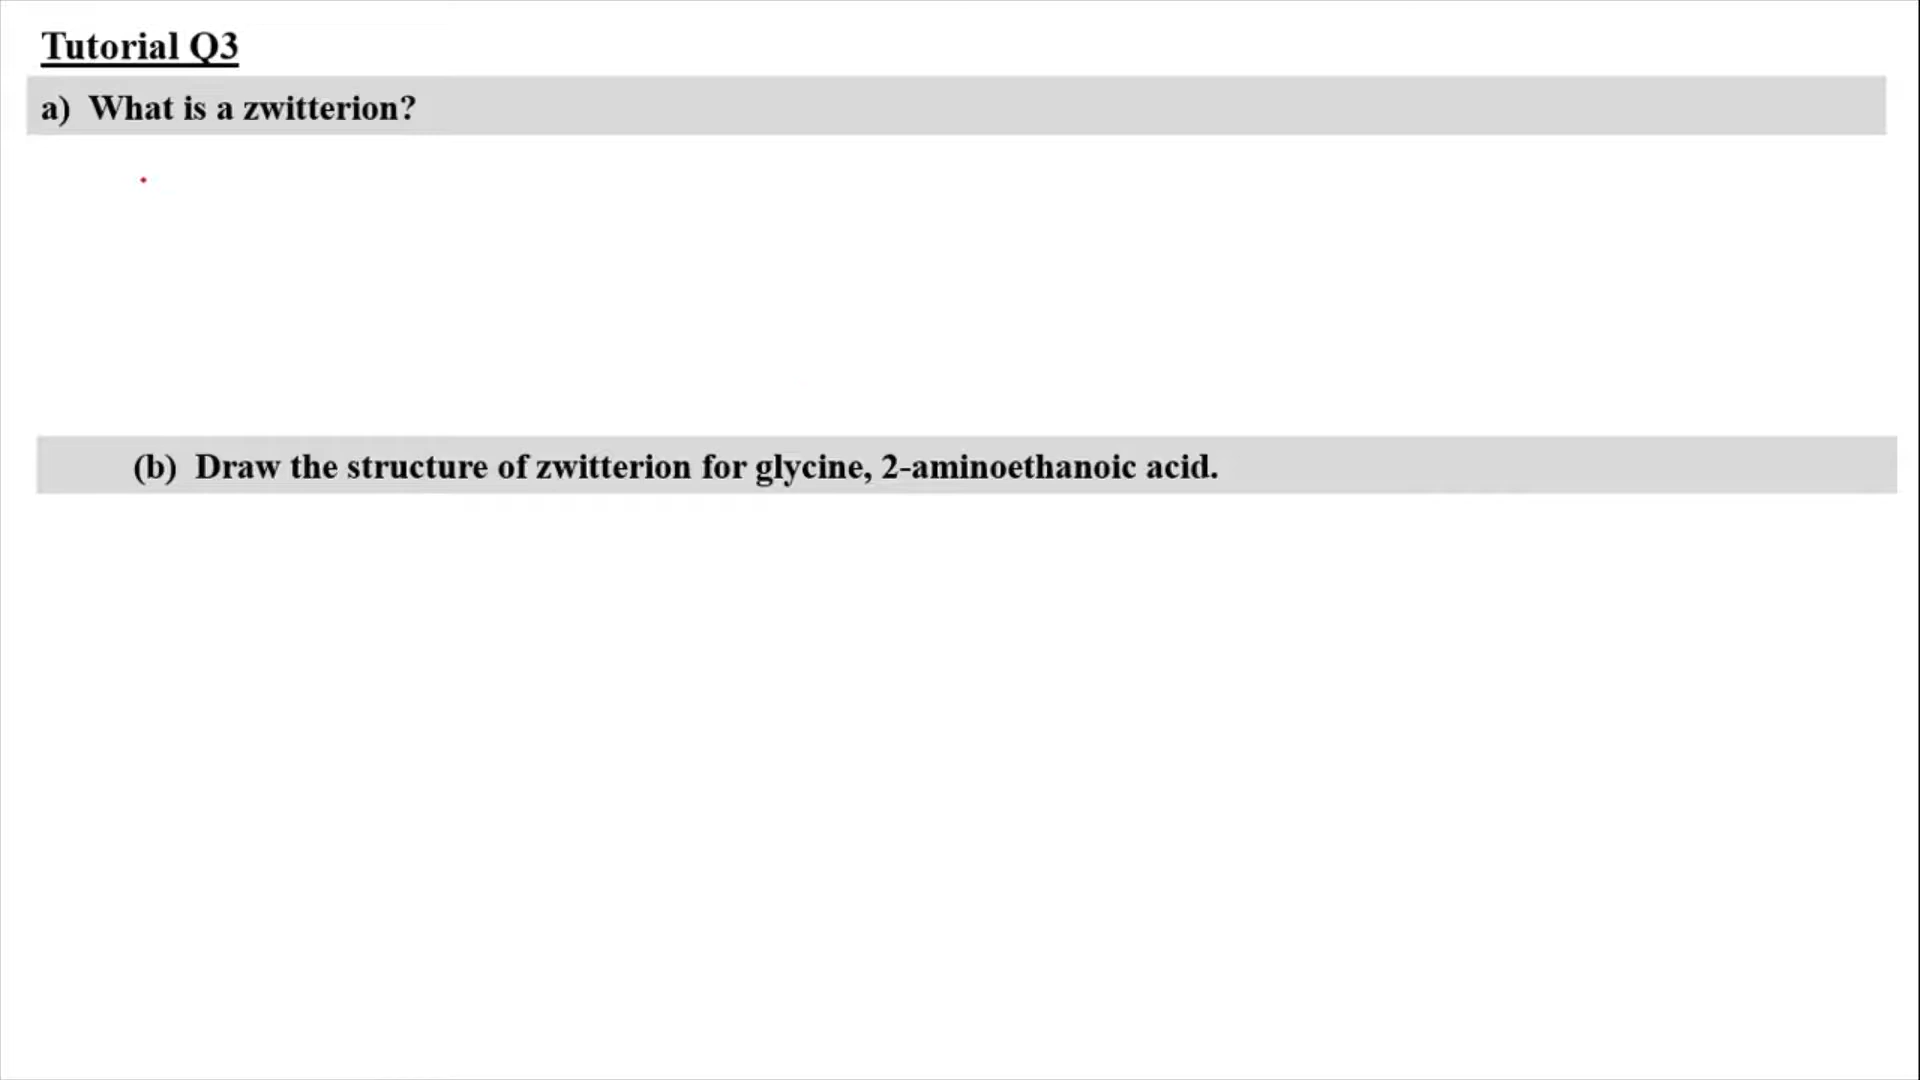 Tutorial Q3
a) What is a zwitterion?
(b) Draw the structure of zwitterion for glycine, 2-aminoethanoic acid.